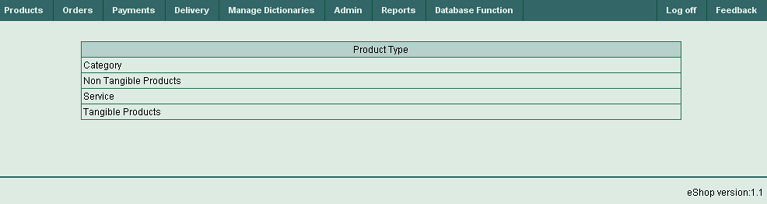 Products Orders Payments Delivery Manage Dictionaries Admin Reports Database Function Log off Feedback
Product Type
Category
Non Tangible Products
Service
Tangible Products
eShop version:1.1